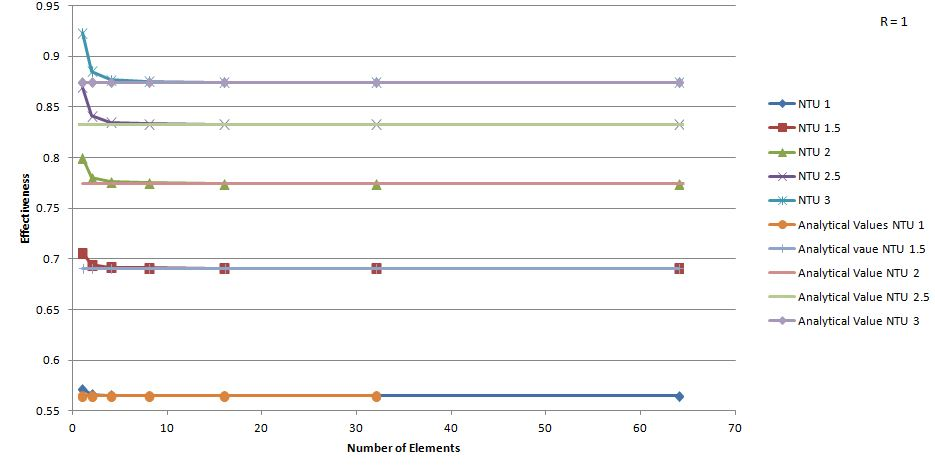 R = 1
0.95
0.9
0.85
0.8
0.75
0.7
0.65
0.6
0.55
Effectiveness
0 10 20 30 40 50 60 70
Number of Elements
NTU 1
NTU 1.5
NTU 2
NTU 2.5
NTU 3
Analytical Values NTU 1
Analytical vaue NTU 1.5
Analytical Value NTU 2
Analytical Value NTU 2.5
Analytical Value NTU 3